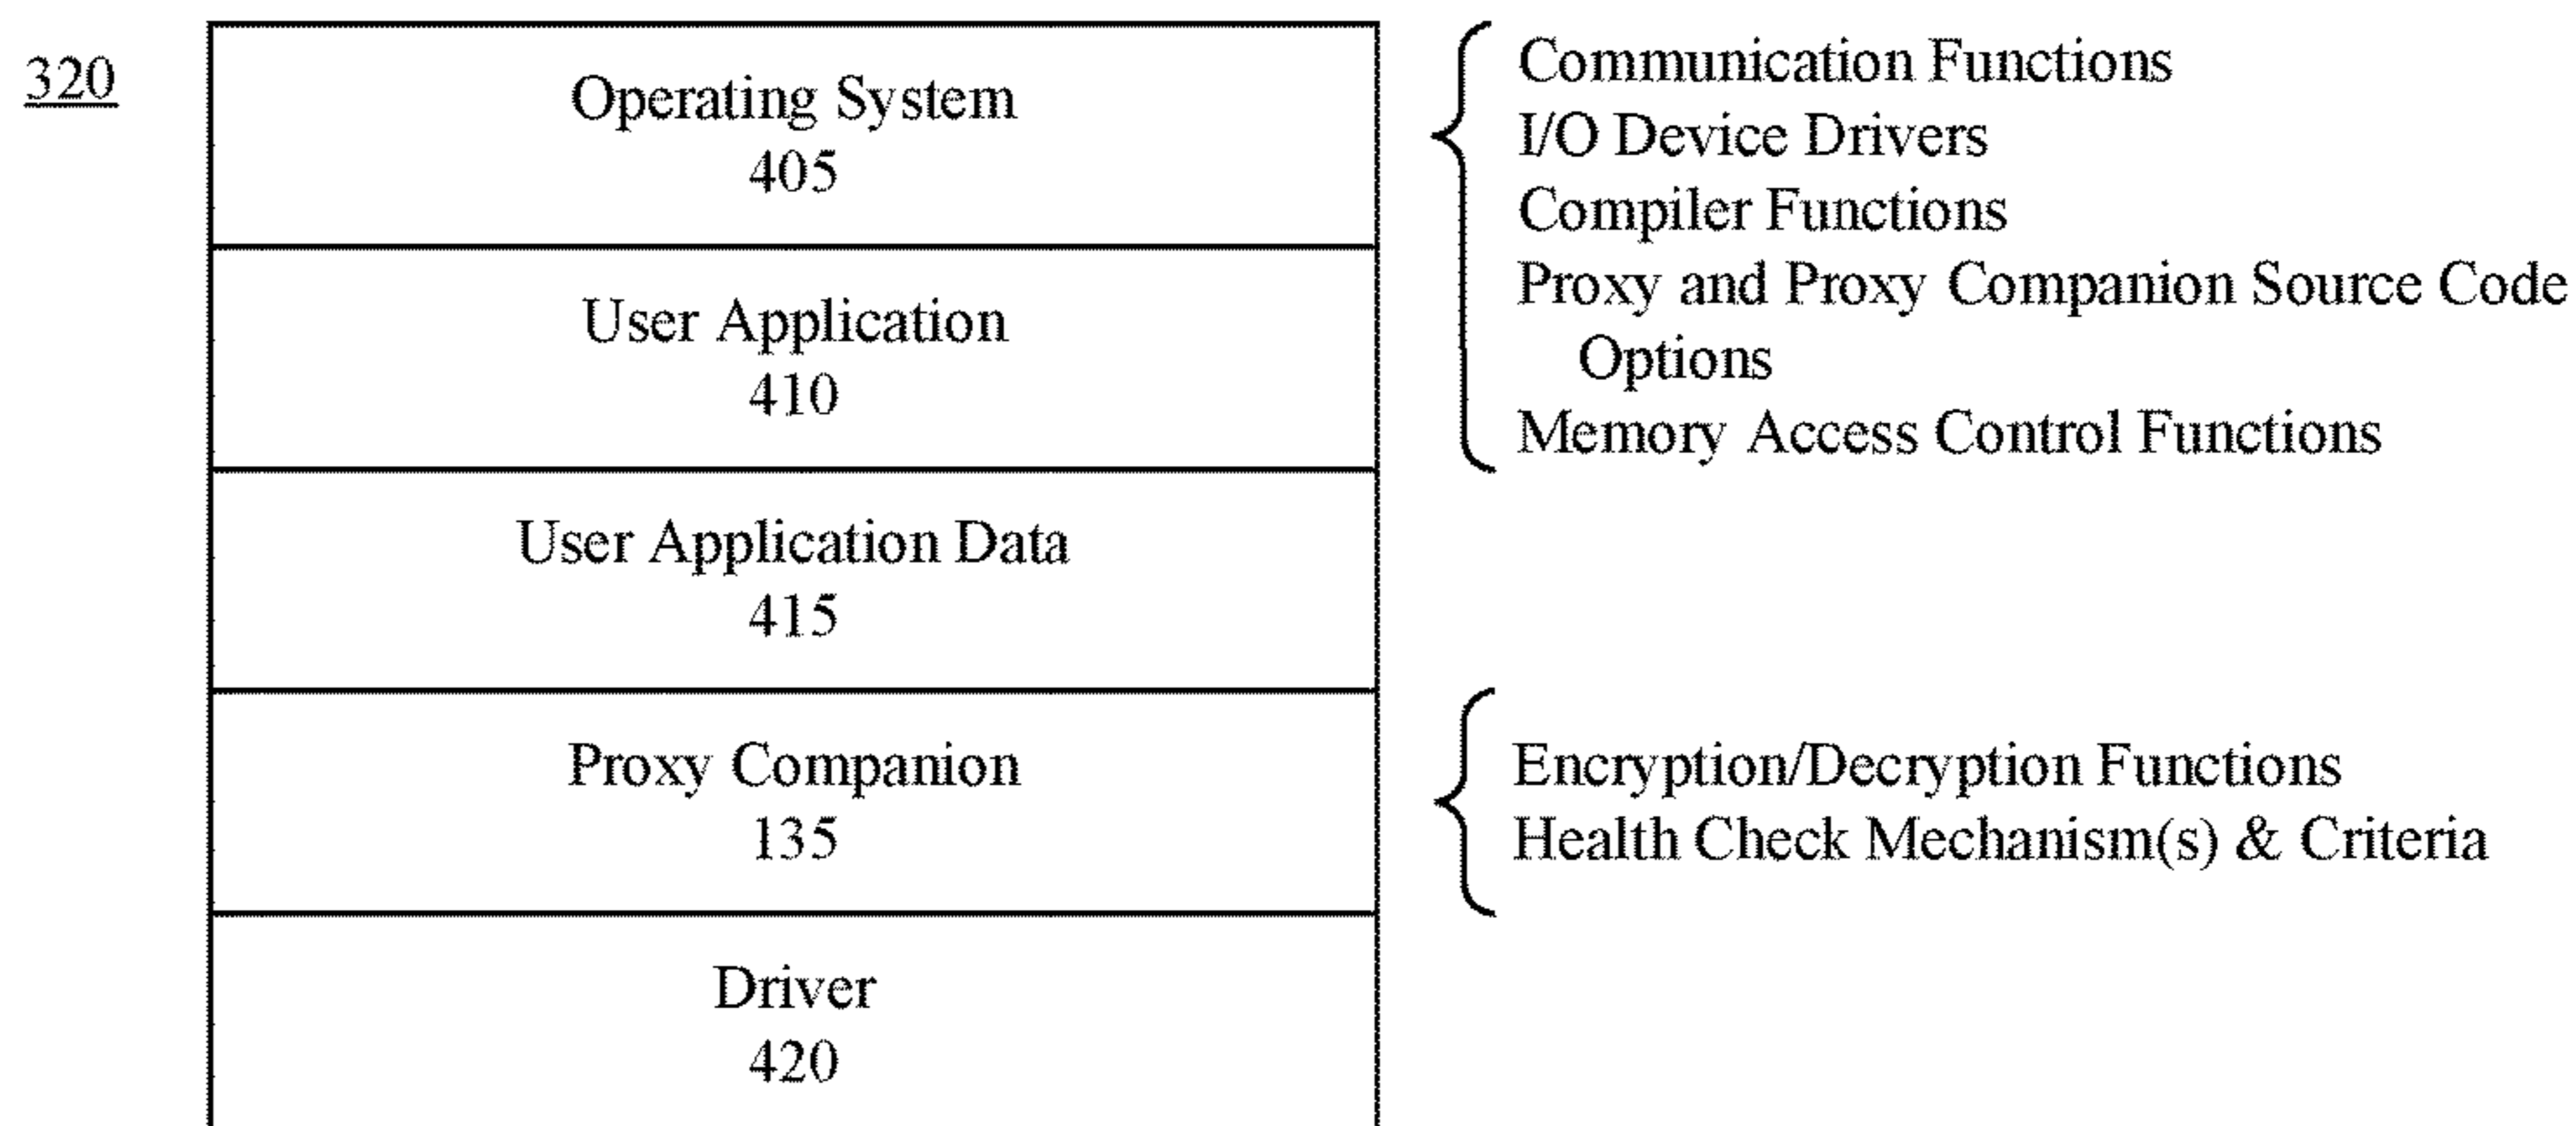 320
Operating System
405
User Application
410
User Application Data
415
Proxy Companion
135
Driver
420
Communication Functions
I/O Device Drivers
Compiler Functions
Proxy and Proxy Companion Source Code
Options
Memory Access Control Functions
Encryption/Decryption Functions
Health Check Mechanism(s) & Criteria